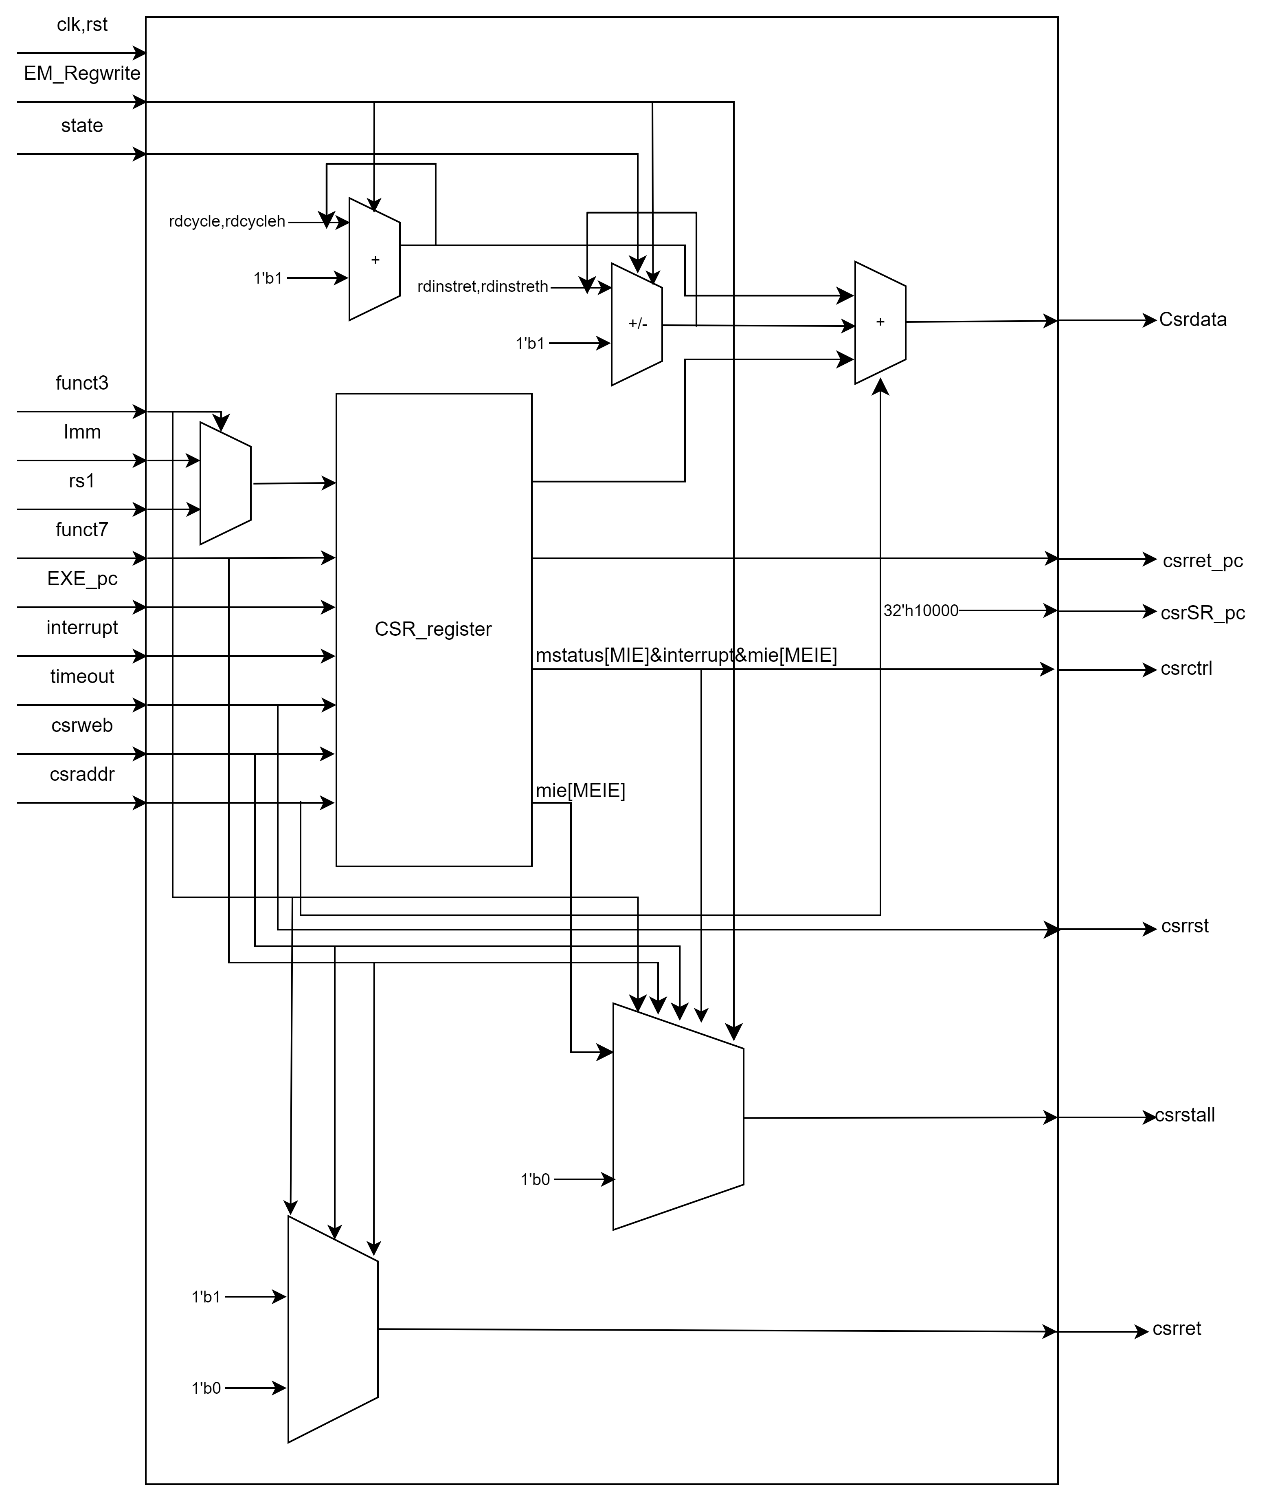 clk,rst
EM_Regwrite
state
rdcycle,rdcycleh
+
1'b1
rdinstret,rdinstreth
+/-
1'b1
+
Csrdata
funct3
Imm
rs1
funct7
EXE_pc
interrupt
timeout
csrweb
csraddr
CSR_register
csrret_pc
32'h10000
csrSR_pc
mstatus[MIE]&interrupt&mie[MEIE]
csrctrl
mie[MEIE]
csrrst
csrstall
1'b0
1'b1
csrret
1'b0